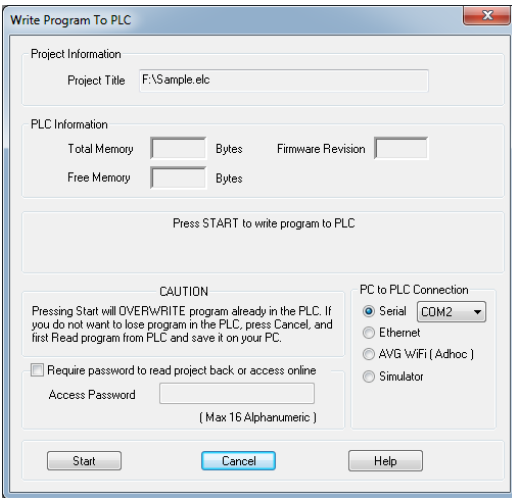 Write Program To PLC
Project Information
Project Title F:\Sample.elc
PLC Information
Total Memory Bytes Firmware Revision
Free Memory Bytes
Press START to write program to PLC
CAUTION
Pressing Start will OVERWRITE program already in the PLC. If
you do not want to lose program in the PLC, press Cancel, and
first Read program from PLC and save it on your PC.
PC to PLC Connection
Serial COM2
Ethernet
AVG WiFi ( Adhoc )
Simulator
Require password to read project back or access online
Access Password
( Max 16 Alphanumeric )
Start Cancel Help